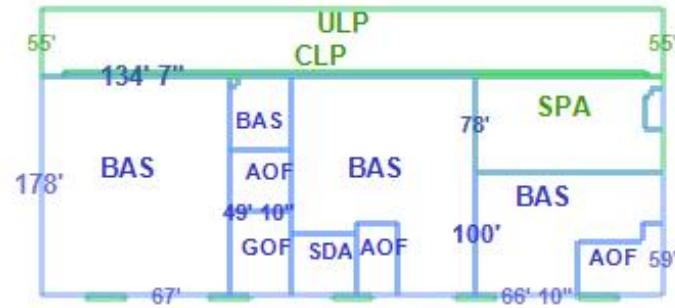 ULP
55'
55'
CLP
134' 7"
SPA
BAS
78'
BAS
AOF
BAS
178'
BAS
49' 10"
100'
GOF
SDA
AOF
AOF
59'
67'
66' 10"